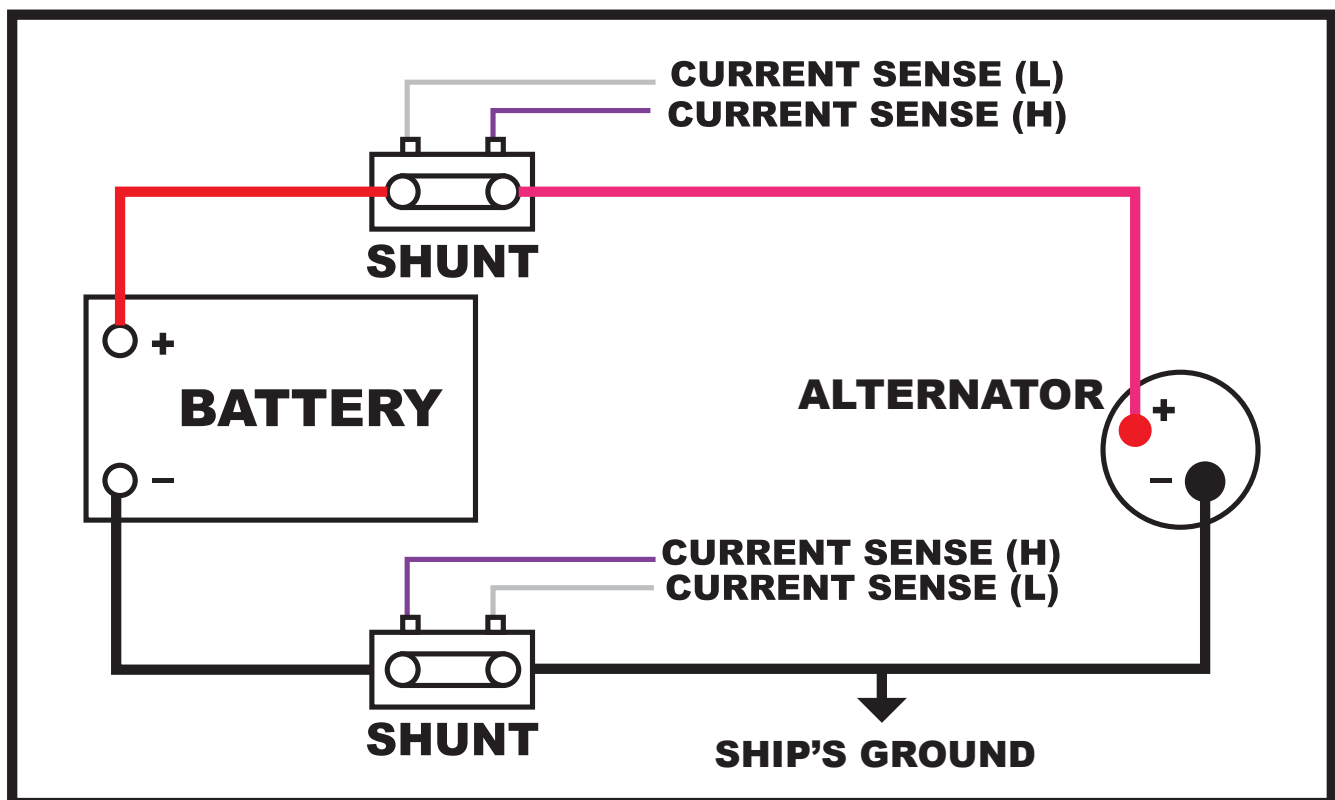 CURRENT SENSE (L)
CURRENT SENSE (H)
SHUNT
+
BATTERY
ALTERNATOR
+
–
–
CURRENT SENSE (H)
CURRENT SENSE (L)
SHUNT
SHIP'S GROUND